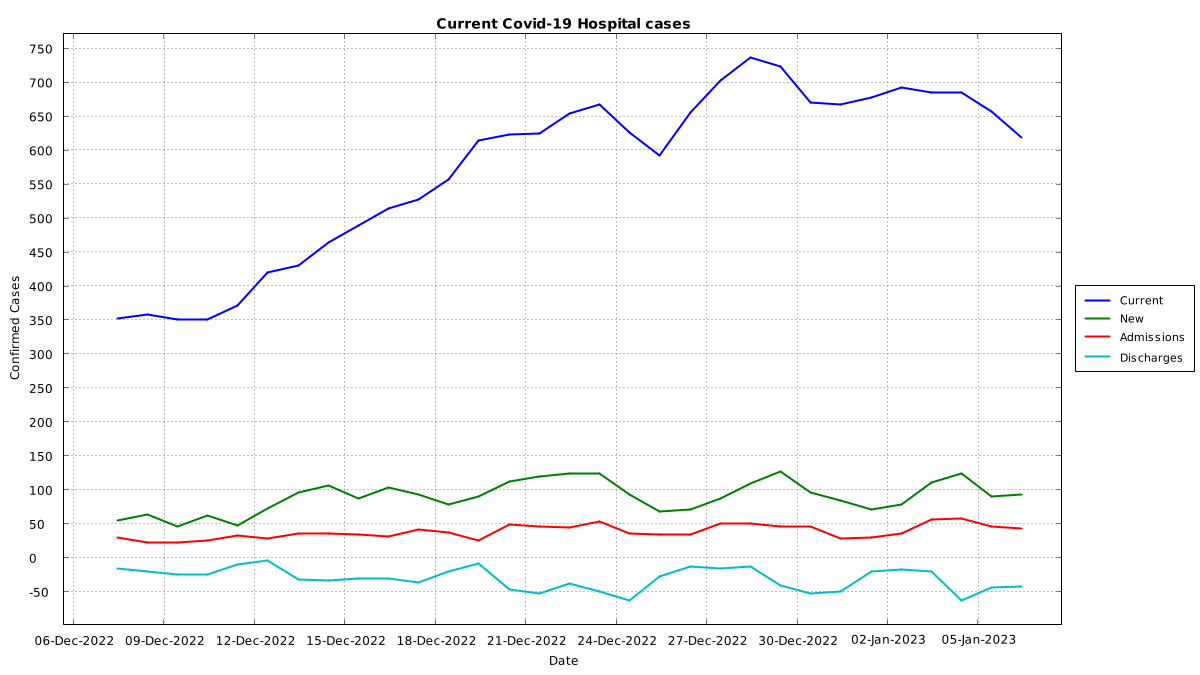 Current Covid-19 Hospital cases
750
700
650
600
550
500
450
400
350
300
250
200
150
100
50
0
-50
Confirmed Cases
06-Dec-2022 09-Dec-2022 12-Dec-2022 15-Dec-2022 18-Dec-2022 21-Dec-2022 24-Dec-2022 27-Dec-2022 30-Dec-2022 02-Jan-2023 05-Jan-2023
Date
Current
New
Admissions
Discharges